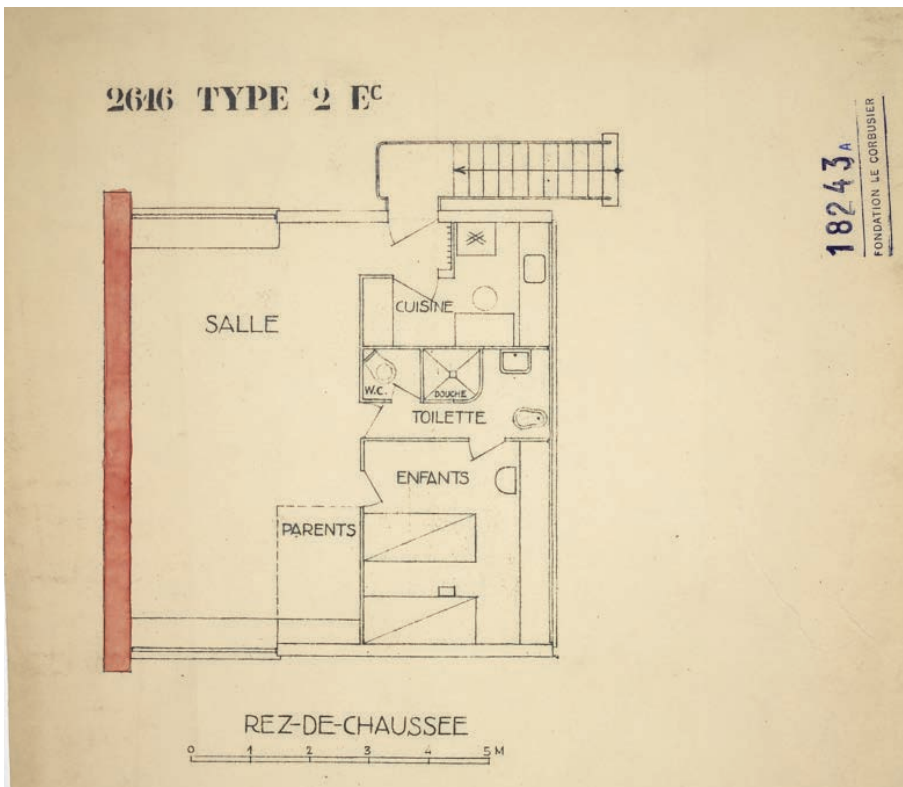 2616 TYPE 2 EC
18243 A
FONDATION LE CORBUSIER
SALLE
CUISINE
W.C.
DOUCHE
TOILETTE
ENFANTS
PARENTS
REZ-DE-CHAUSSEE
0 1 2 3 4 5 M